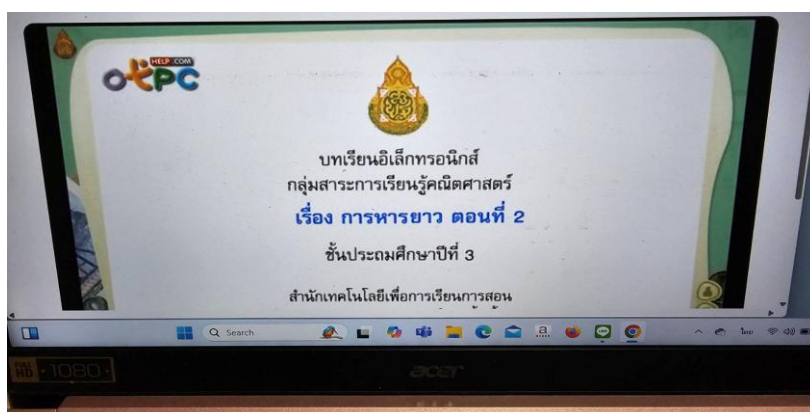 HELP.COM
OTPC
บทเรียนอิเล็กทรอนิกส์
กลุ่มสาระการเรียนรู้คณิตศาสตร์
เรื่อง การหารยาว ตอนที่ 2
ชั้นประถมศึกษาปีที่ 3
สำนักเทคโนโลยีเพื่อการเรียนการสอน
Search
a
ไทย
FULL HD 1080
acer